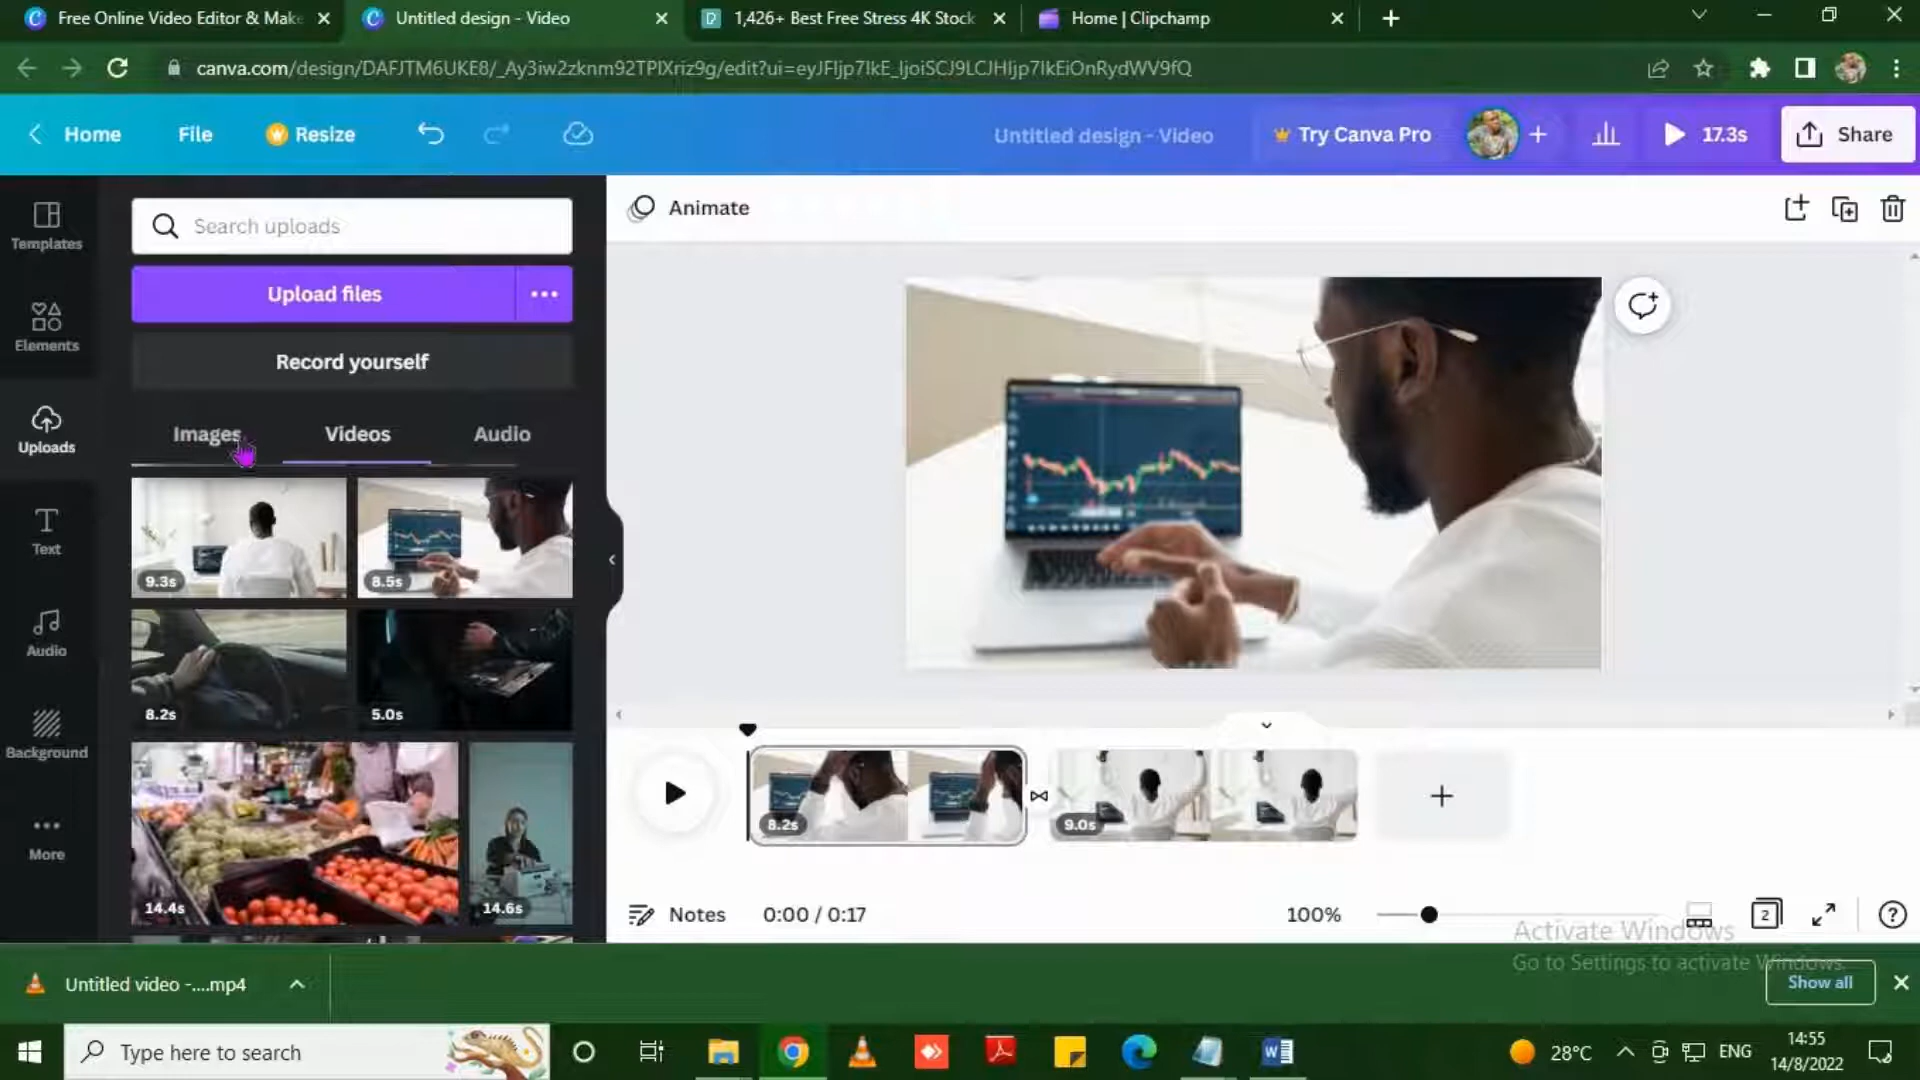 Free Online Video Editor & Make
Untitled design - Video
1,426+ Best Free Stress 4K Stock
Home | Clipchamp
canva.com/design/DAFJTM6UKE8/_Ay3iw2zknm92TPlXriz9g/edit?ui=eyJFIjp7IkE_IjoiSCJ9LCJHIjp7IkEiOnRydWV9fQ
Home
File
Resize
Untitled design - Video
Try Canva Pro
17.3s
Share
Templates
Elements
Uploads
Text
Audio
Background
More
Search uploads
Upload files
Record yourself
Images
Videos
Audio
9.3s
8.5s
8.2s
5.0s
14.4s
14.6s
Animate
8.2s
9.0s
Notes
0:00 / 0:17
100%
2
Activate Windows
Go to Settings to activate Windows.
Untitled video -....mp4
Show all
Type here to search
28°C
ENG
14:55
14/8/2022